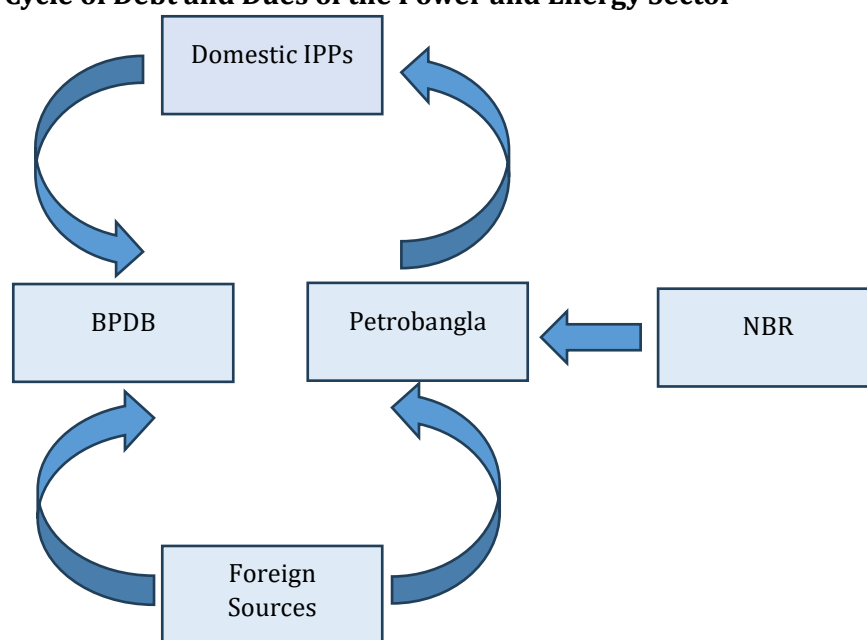 Cycle of Debt and Dues of the Power and Energy Sector
Domestic IPPs
BPDB
Petrobangla
NBR
Foreign
Sources